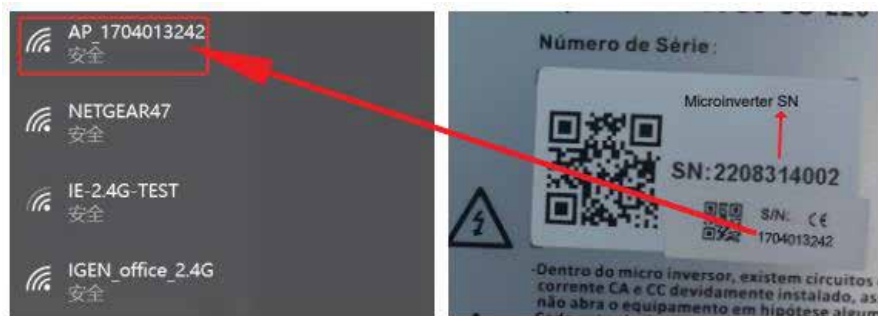 AP_1704013242
安全
NETGEAR47
安全
IE-2.4G-TEST
安全
IGEN_office_2.4G
安全
Número de Série:
Microinverter SN
SN:2208314002
S/N: CE
1704013242
-Dentro do micro inversor, existem circuitos
corrente CA e CC devidamente instalado, as
não abra o equipamento em hipótese algum